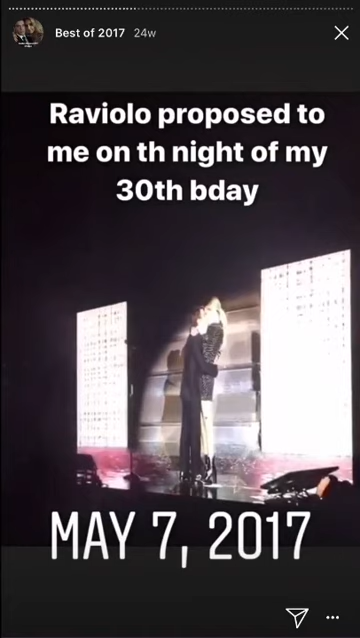 Best of 2017 24w
Raviolo proposed to
me on th night of my
30th bday
MAY 7, 2017